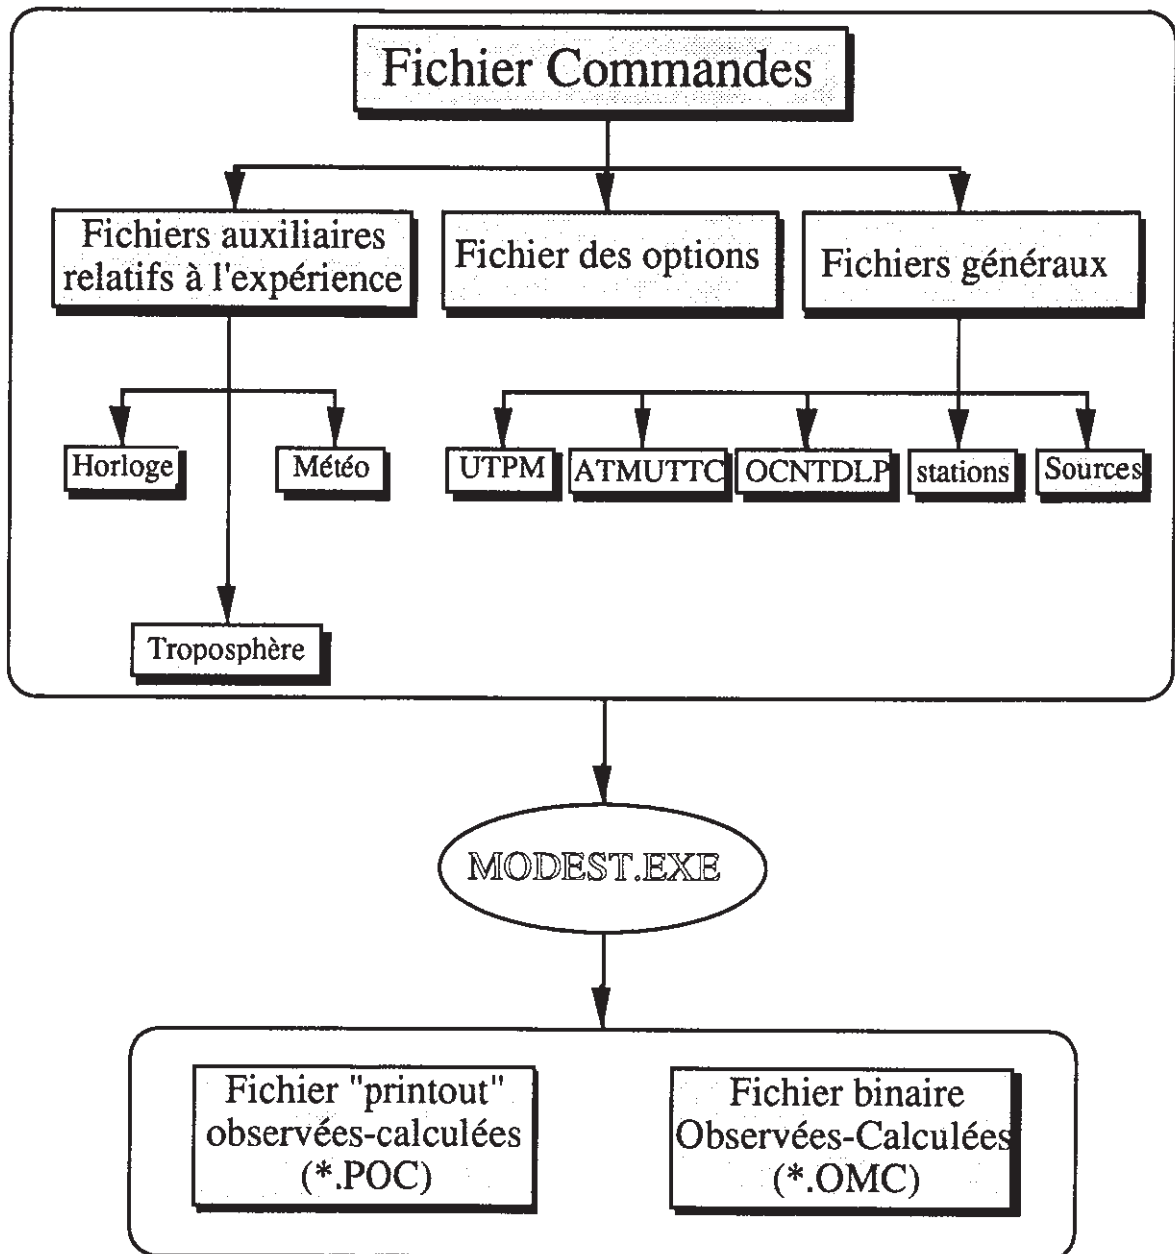 Fichier Commandes
Fichiers auxiliaires
relatifs à l'expérience
Fichier des options
Fichiers généraux
Horloge
Météo
UTPM
ATMUTTC
OCNTDLP
stations
Sources
Troposphère
MODEST.EXE
Fichier "printout"
observées-calculées
(*.POC)
Fichier binaire
Observées-Calculées
(*.OMC)